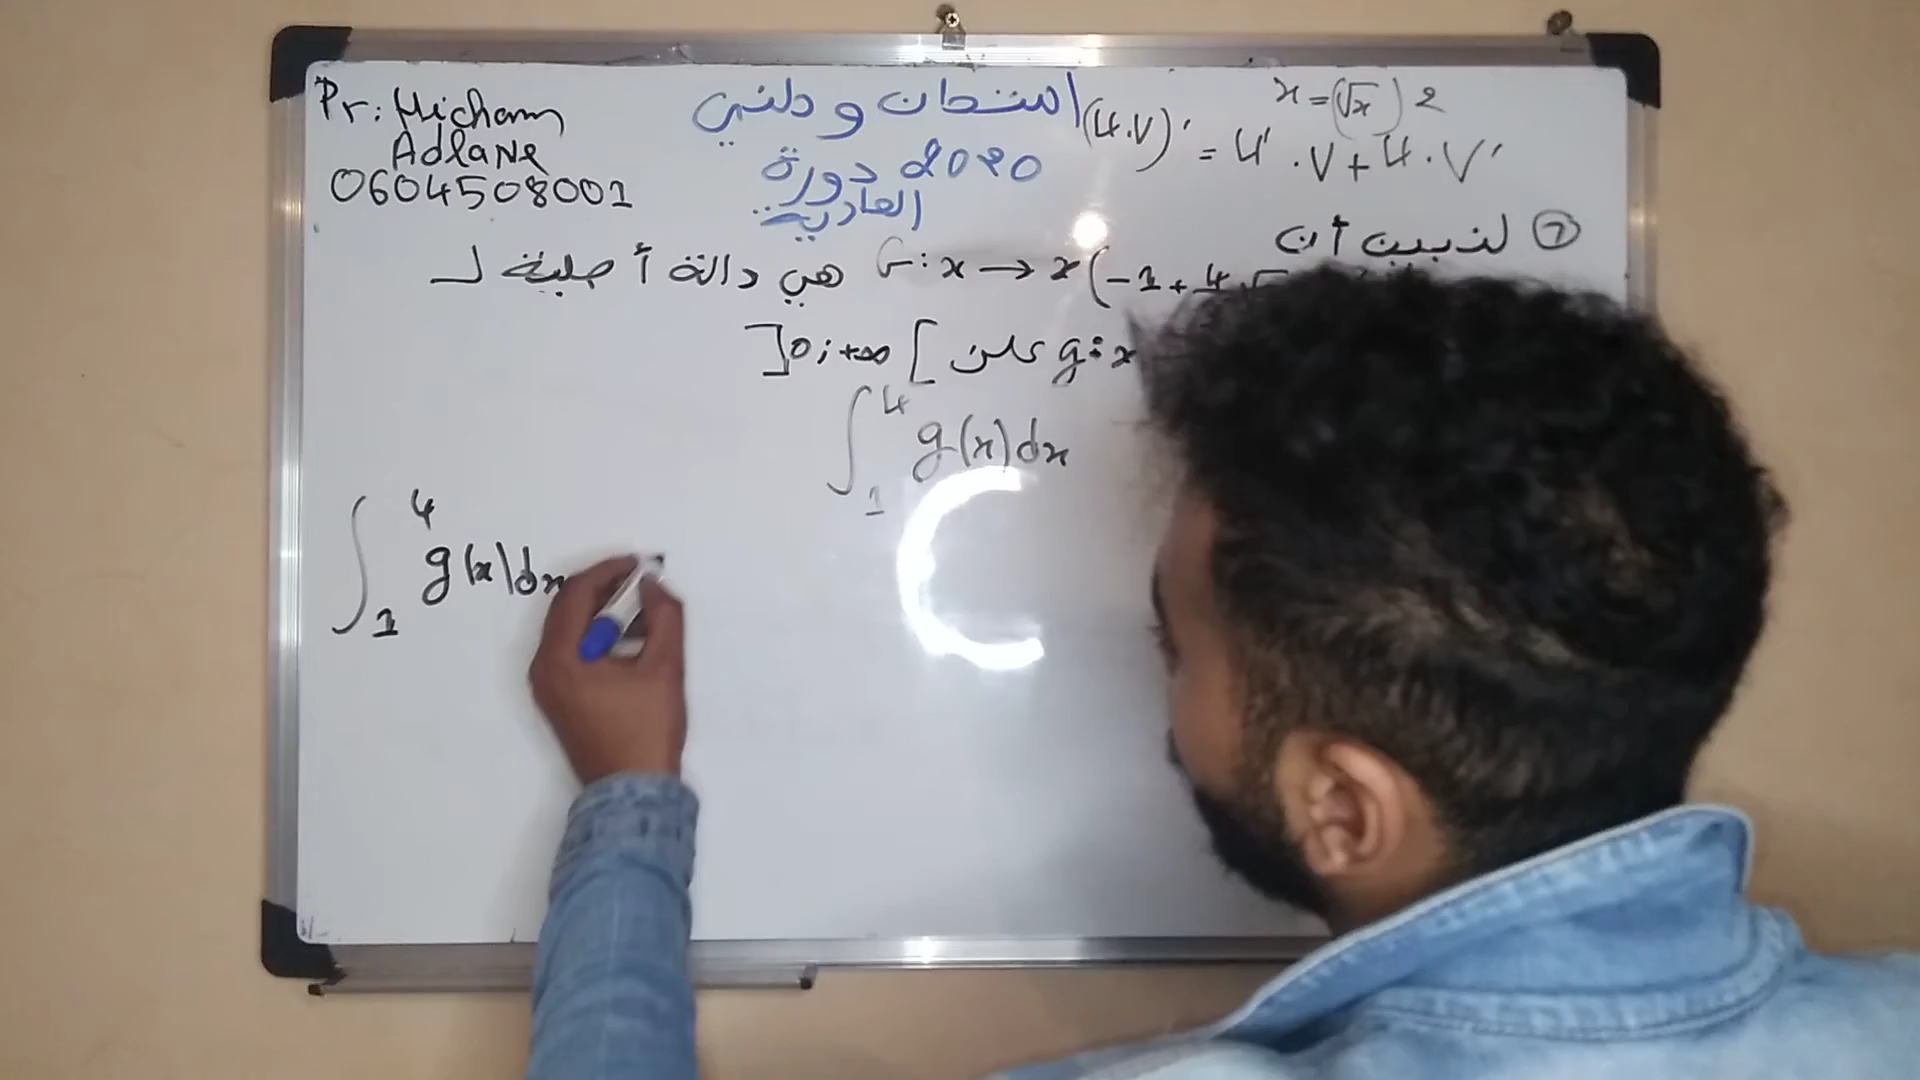 Pr: Hicham
Adlane
0604508001
امتحان وطني
2020 دورة
العادية
x = (√x)2
(U.V)' = U'.V + U.V'
⑦ لنبين أن
G: x → x(-1 + 4 √ هي دالة أصلية لـ
g: x على ]0;+∞[
∫₁⁴ g(x)dx
∫₁⁴ g(x)dx